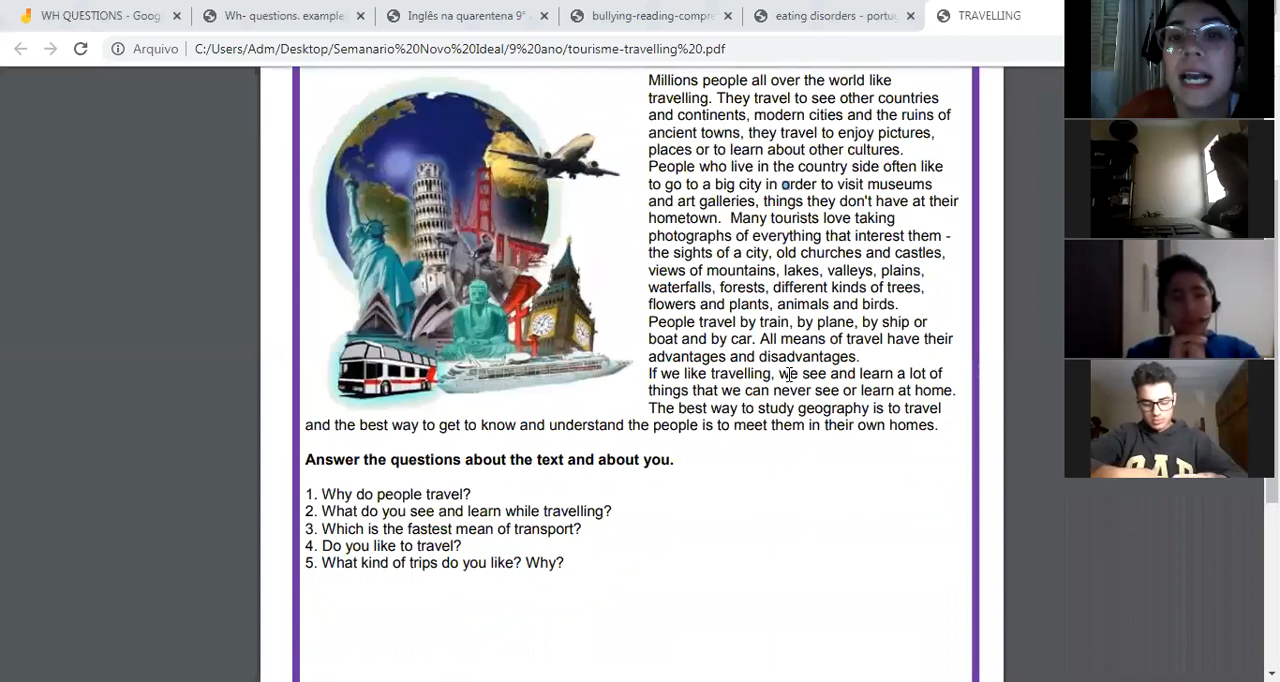 WH QUESTIONS - Goog
Wh- questions. example
Inglês na quarentena 9°
bullying-reading-compre
eating disorders - portug
TRAVELLING
Arquivo
C:/Users/Adm/Desktop/Semanario%20Novo%20Ideal/9%20ano/tourisme-travelling%20.pdf
Millions people all over the world like
travelling. They travel to see other countries
and continents, modern cities and the ruins of
ancient towns, they travel to enjoy pictures,
places or to learn about other cultures.
People who live in the country side often like
to go to a big city in order to visit museums
and art galleries, things they don't have at their
hometown. Many tourists love taking
photographs of everything that interest them -
the sights of a city, old churches and castles,
views of mountains, lakes, valleys, plains,
waterfalls, forests, different kinds of trees,
flowers and plants, animals and birds.
People travel by train, by plane, by ship or
boat and by car. All means of travel have their
advantages and disadvantages.
If we like travelling, we see and learn a lot of
things that we can never see or learn at home.
The best way to study geography is to travel
and the best way to get to know and understand the people is to meet them in their own homes.
Answer the questions about the text and about you.
1. Why do people travel?
2. What do you see and learn while travelling?
3. Which is the fastest mean of transport?
4. Do you like to travel?
5. What kind of trips do you like? Why?
GAP